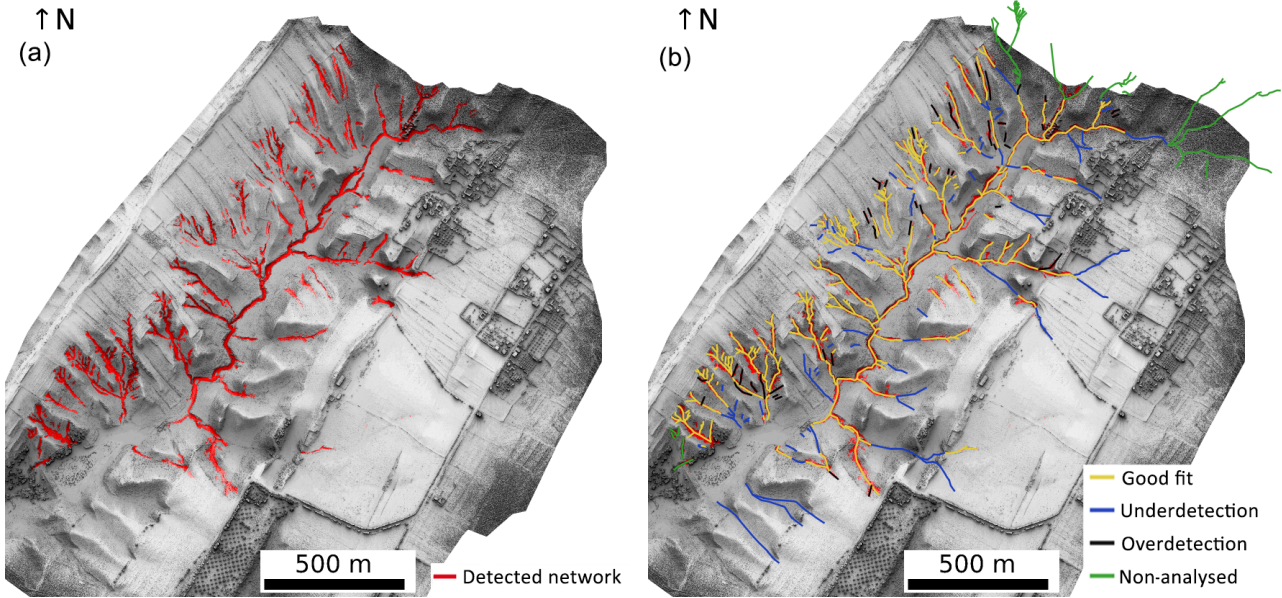 ↑ N
(a)
500 m
Detected network
↑ N
(b)
Good fit
Underdetection
Overdetection
Non-analysed
500 m